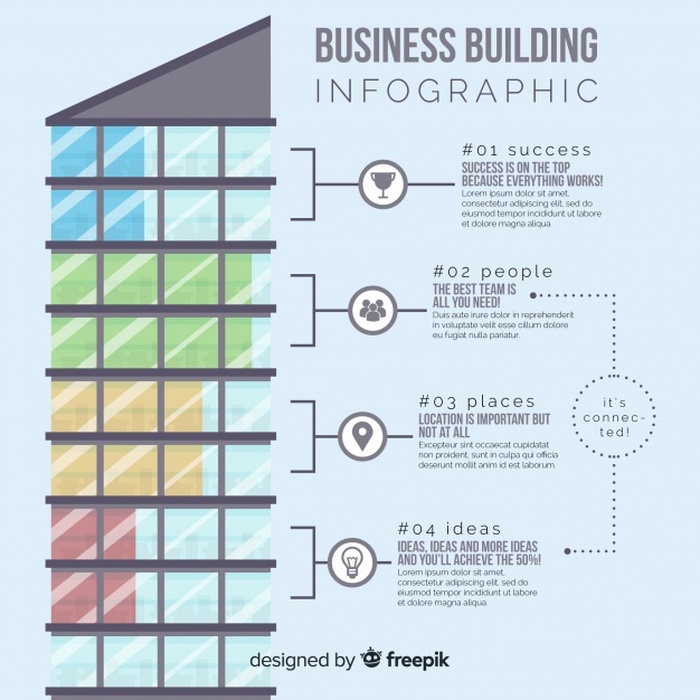 BUSINESS BUILDING
INFOGRAPHIC
#01 success
SUCCESS IS ON THE TOP
BECAUSE EVERYTHING WORKS!
Lorem ipsum dolor sit amet,
consectetur adipiscing elit, sed do
eiusmod tempor incididunt ut labore et
dolore magna aliqua.
#02 people
THE BEST TEAM IS
ALL YOU NEED!
Duis aute irure dolor in reprehenderit
in voluptate velit esse cillum dolore
eu fugiat nulla pariatur.
#03 places
LOCATION IS IMPORTANT BUT
NOT AT ALL
Excepteur sint occaecat cupidatat
non proident, sunt in culpa qui officia
deserunt mollit anim id est laborum.
it's
connec-
ted!
#04 ideas
IDEAS, IDEAS AND MORE IDEAS
AND YOU'LL ACHIEVE THE 50%!
Lorem ipsum dolor sit amet,
consectetur adipiscing elit, sed do
eiusmod tempor incididunt ut labore et
dolore magna aliqua.
designed by freepik